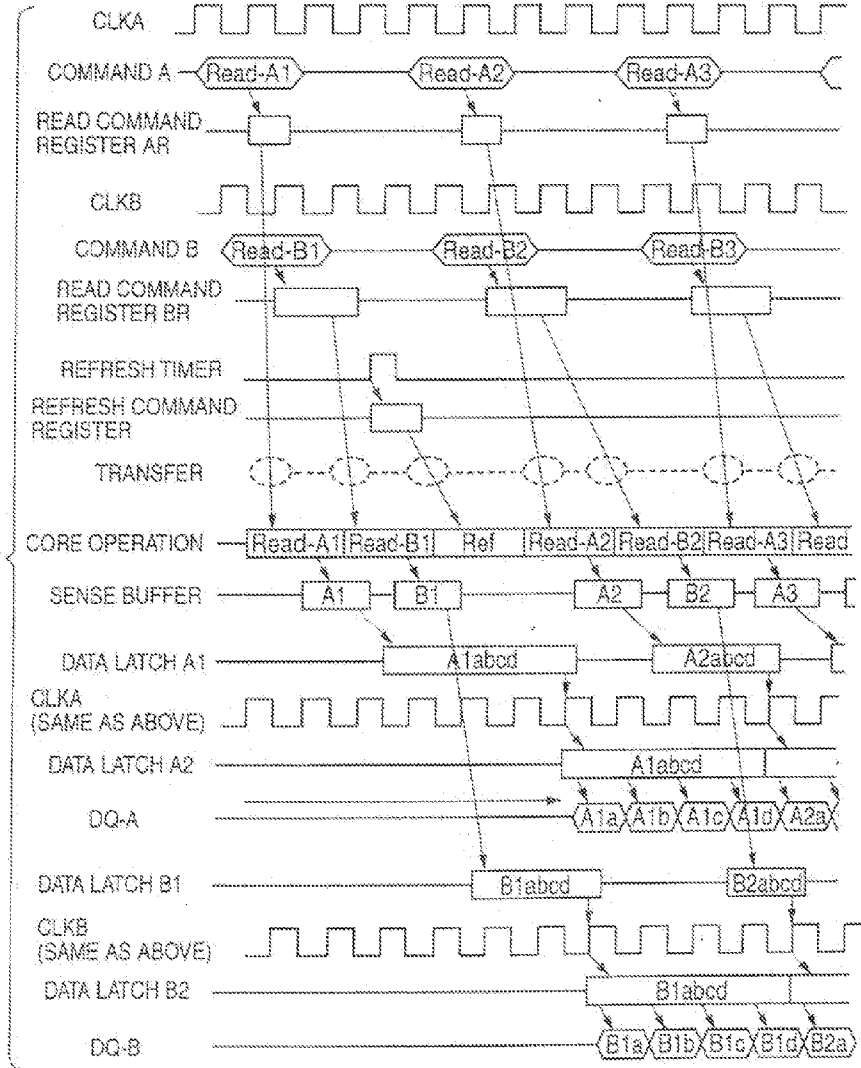 CLKA
COMMAND A Read-A1 Read-A2 Read-A3
READ COMMAND
REGISTER AR
CLKB
COMMAND B Read-B1 Read-B2 Read-B3
READ COMMAND
REGISTER BR
REFRESH TIMER
REFRESH COMMAND
REGISTER
TRANSFER
CORE OPERATION Read-A1 Read-B1 Ref Read-A2 Read-B2 Read-A3 Read
SENSE BUFFER A1 B1 A2 B2 A3
DATA LATCH A1 A1abcd A2abcd
CLKA
(SAME AS ABOVE)
DATA LATCH A2 A1abcd
DQ-A A1a A1b A1c A1d A2a
DATA LATCH B1 B1abcd B2abcd
CLKB
(SAME AS ABOVE)
DATA LATCH B2 B1abcd
DQ-B B1a B1b B1c B1d B2a